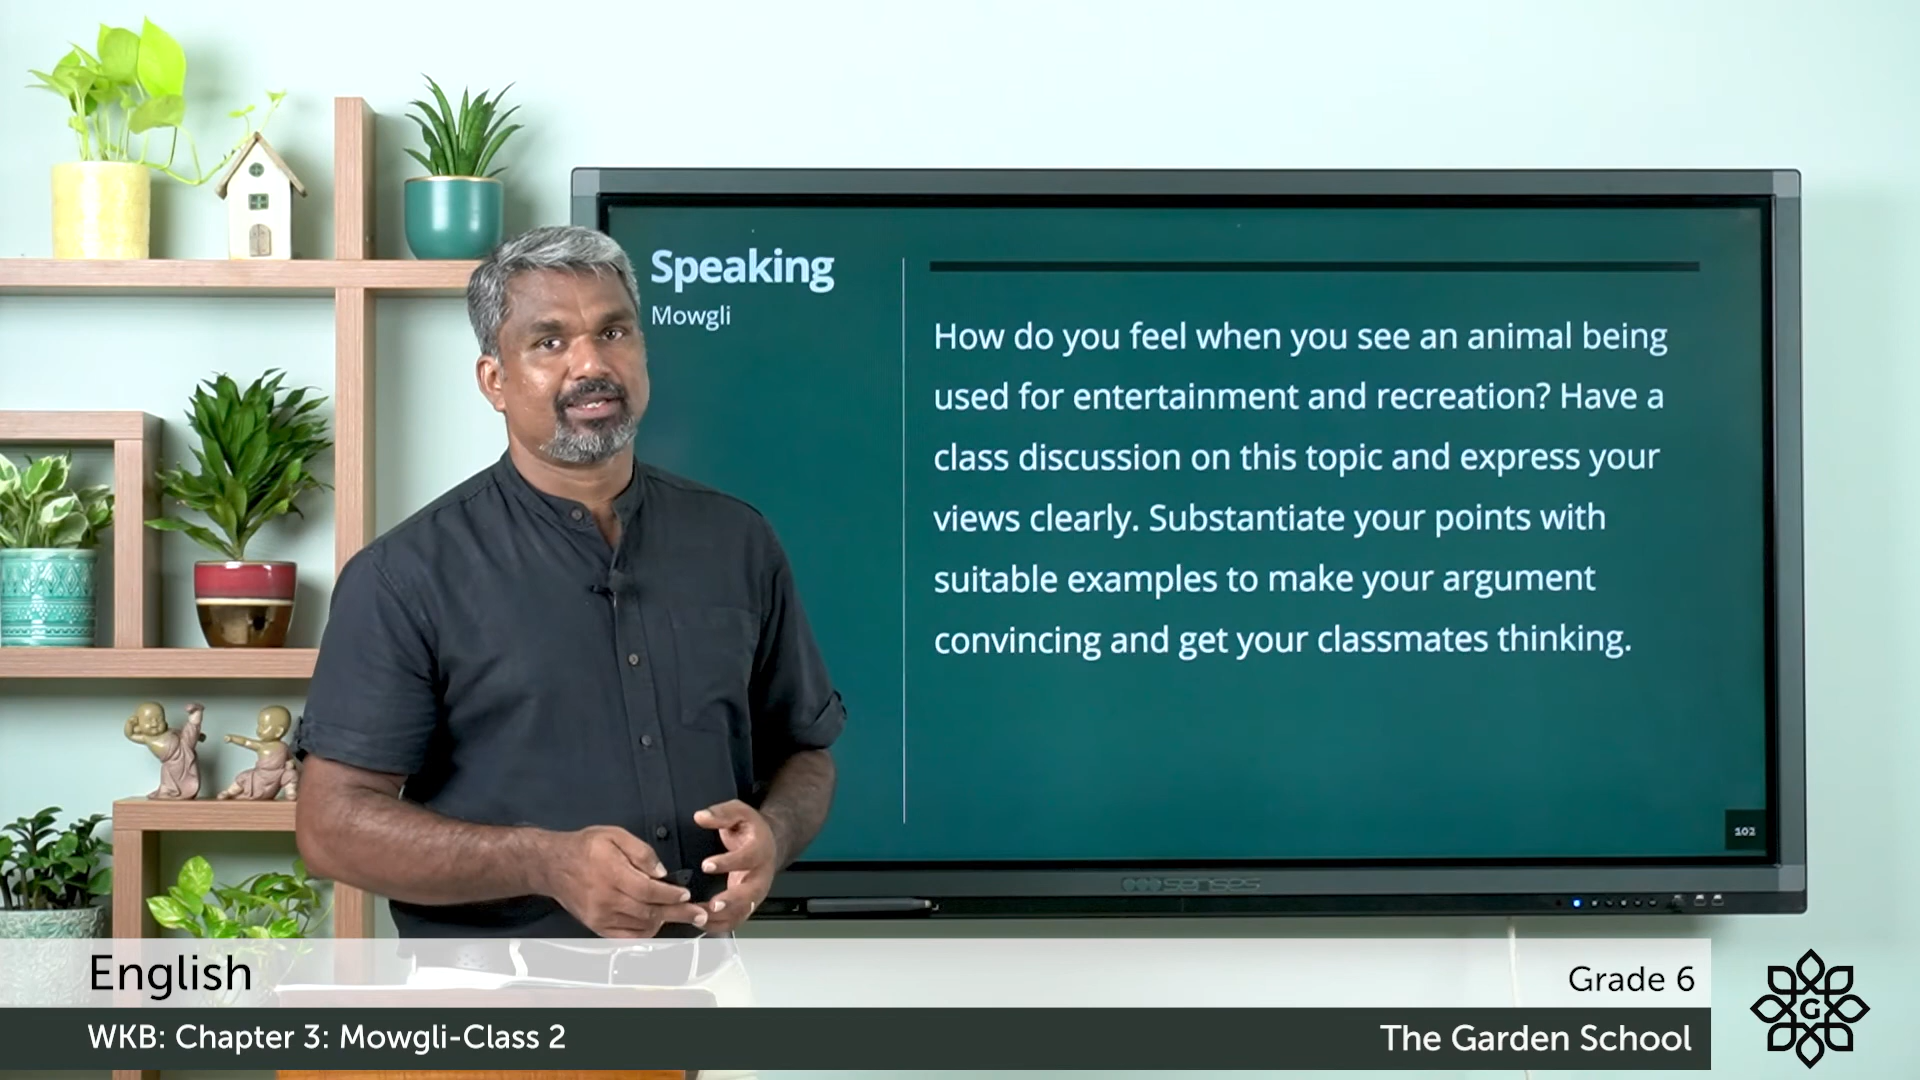 Speaking
Mowgli
How do you feel when you see an animal being
used for entertainment and recreation? Have a
class discussion on this topic and express your
views clearly. Substantiate your points with
suitable examples to make your argument
convincing and get your classmates thinking.
102
senses
English
Grade 6
WKB: Chapter 3: Mowgli-Class 2
The Garden School
G